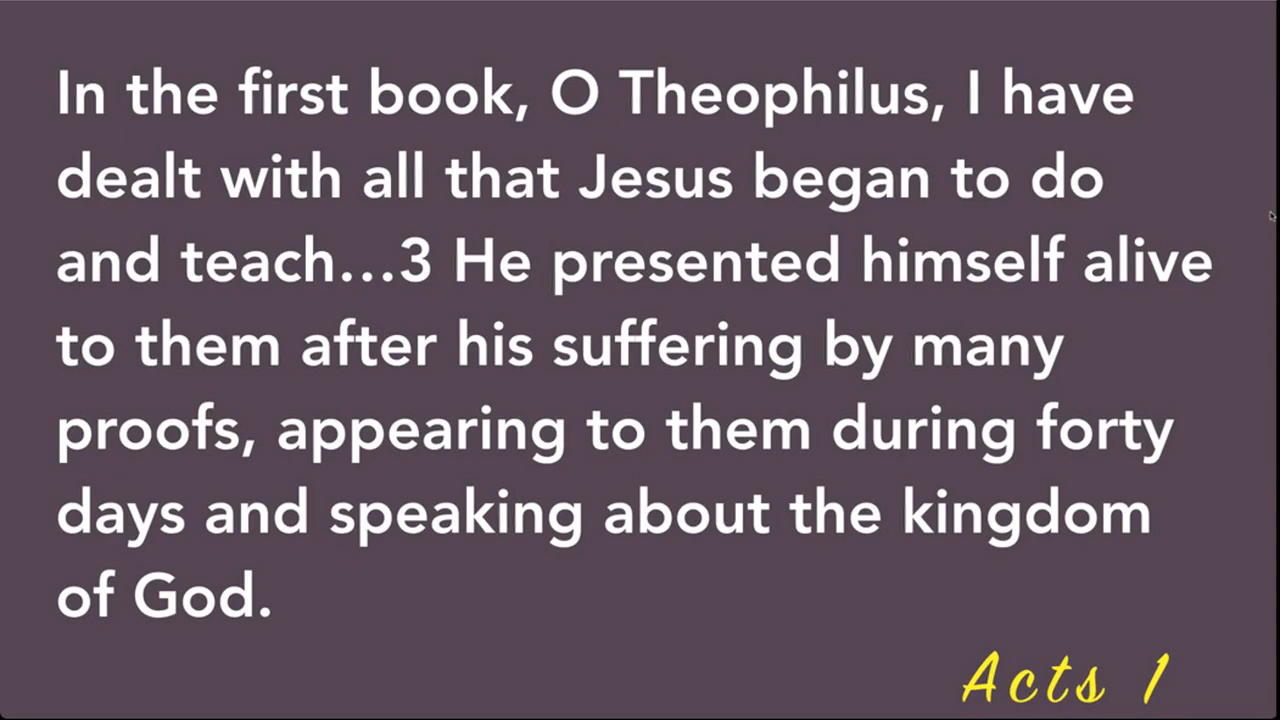 In the first book, O Theophilus, I have
dealt with all that Jesus began to do
and teach…3 He presented himself alive
to them after his suffering by many
proofs, appearing to them during forty
days and speaking about the kingdom
of God.
Acts 1